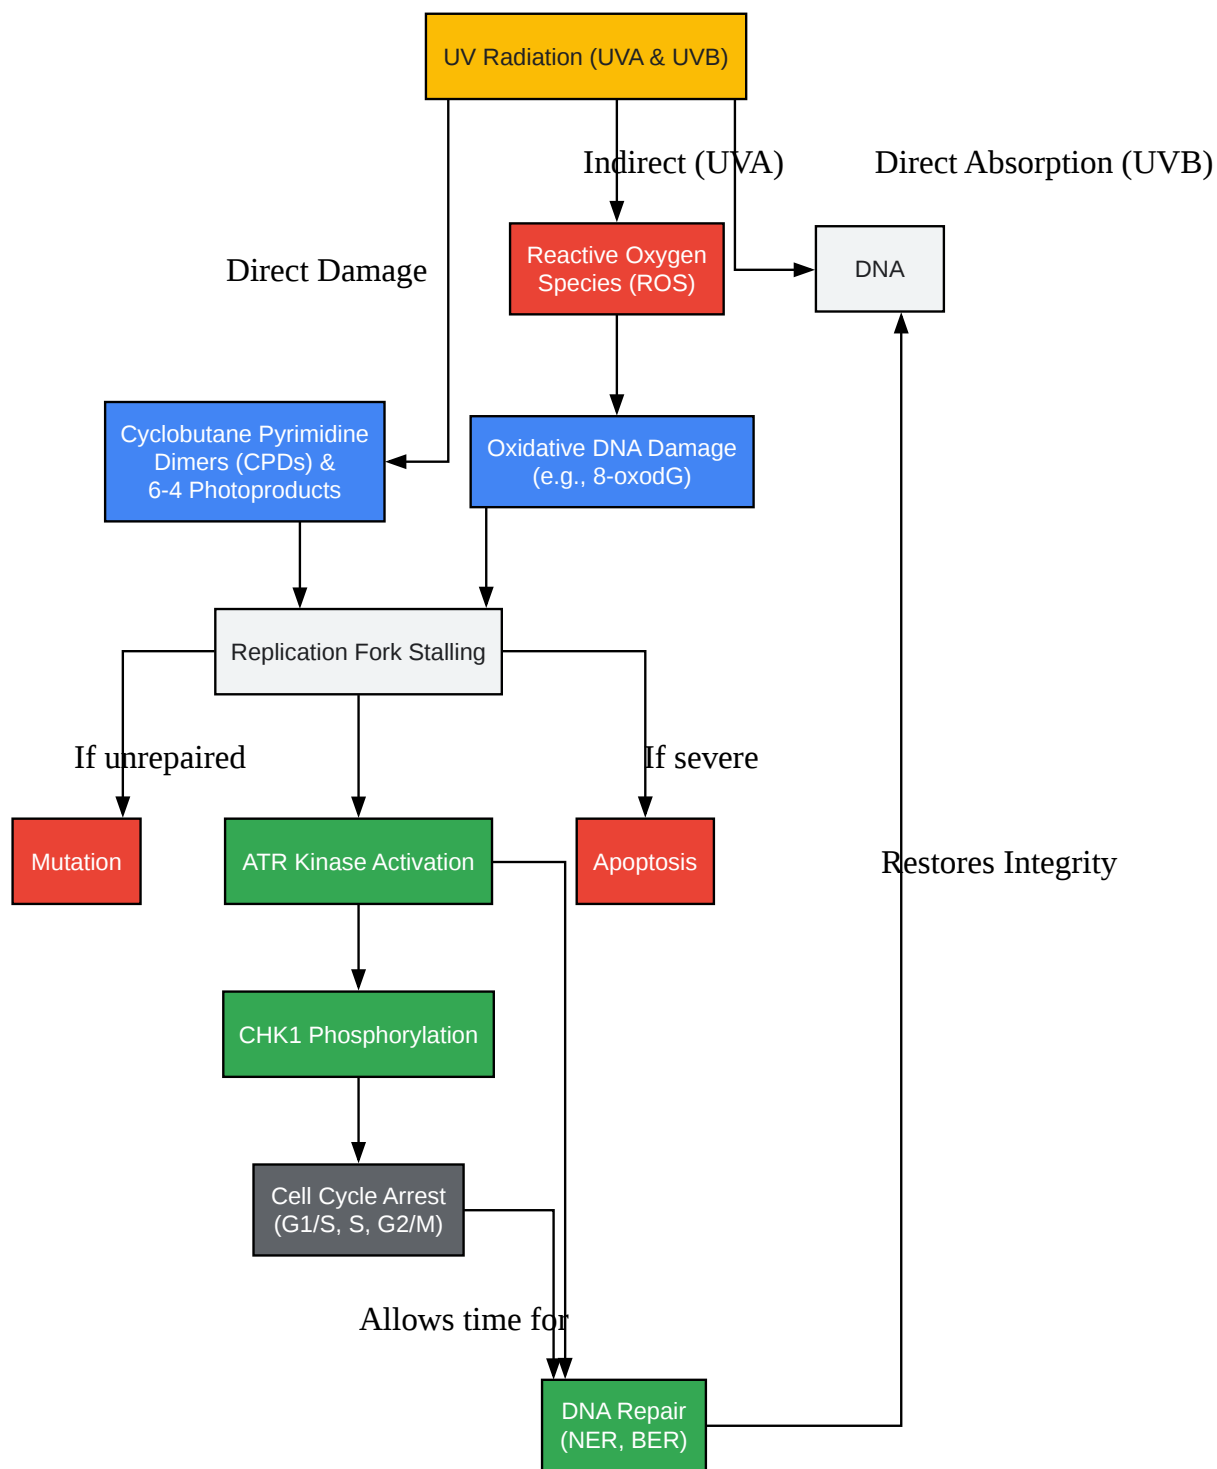 UV Radiation (UVA & UVB)
Indirect (UVA)
Direct Absorption (UVB)
Direct Damage
Reactive Oxygen
Species (ROS)
DNA
Cyclobutane Pyrimidine
Dimers (CPDs) &
6-4 Photoproducts
Oxidative DNA Damage
(e.g., 8-oxodG)
Replication Fork Stalling
If unrepaired
If severe
Mutation
ATR Kinase Activation
Apoptosis
Restores Integrity
CHK1 Phosphorylation
Cell Cycle Arrest
(G1/S, S, G2/M)
Allows time for
DNA Repair
(NER, BER)